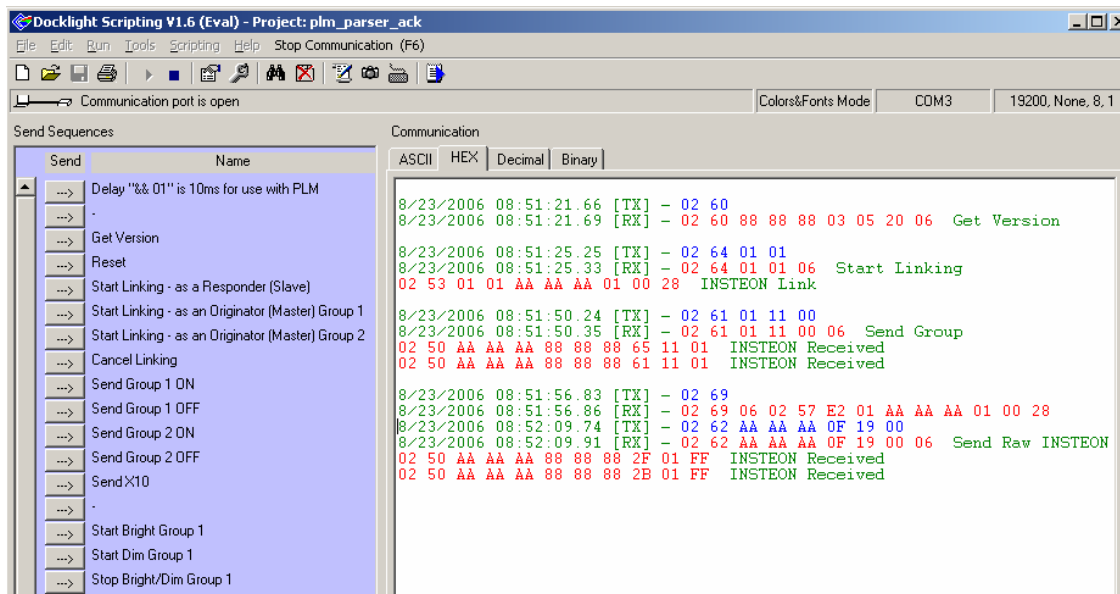 Docklight Scripting V1.6 (Eval) - Project: plm_parser_ack
File Edit Run Tools Scripting Help Stop Communication (F6)
Communication port is open Colors&Fonts Mode COM3 19200, None, 8, 1
Send Sequences
Send Name
---> Delay "%% 01" is 10ms for use with PLM
---> -
---> Get Version
---> Reset
---> Start Linking - as a Responder (Slave)
---> Start Linking - as an Originator (Master) Group 1
---> Start Linking - as an Originator (Master) Group 2
---> Cancel Linking
---> Send Group 1 ON
---> Send Group 1 OFF
---> Send Group 2 ON
---> Send Group 2 OFF
---> Send X10
---> -
---> Start Bright Group 1
---> Start Dim Group 1
---> Stop Bright/Dim Group 1
Communication
ASCII HEX Decimal Binary
8/23/2006 08:51:21.66 [TX] - 02 60
8/23/2006 08:51:21.69 [RX] - 02 60 88 88 88 03 05 20 06 Get Version
8/23/2006 08:51:25.25 [TX] - 02 64 01 01
8/23/2006 08:51:25.33 [RX] - 02 64 01 01 06 Start Linking
02 53 01 01 AA AA AA 01 00 28 INSTEON Link
8/23/2006 08:51:50.24 [TX] - 02 61 01 11 00
8/23/2006 08:51:50.35 [RX] - 02 61 01 11 00 06 Send Group
02 50 AA AA AA 88 88 88 65 11 01 INSTEON Received
02 50 AA AA AA 88 88 88 61 11 01 INSTEON Received
8/23/2006 08:51:56.83 [TX] - 02 69
8/23/2006 08:51:56.86 [RX] - 02 69 06 02 57 E2 01 AA AA AA 01 00 28
8/23/2006 08:52:09.74 [TX] - 02 62 AA AA AA 0F 19 00
8/23/2006 08:52:09.91 [RX] - 02 62 AA AA AA 0F 19 00 06 Send Raw INSTEON
02 50 AA AA AA 88 88 88 2F 01 FF INSTEON Received
02 50 AA AA AA 88 88 88 2B 01 FF INSTEON Received